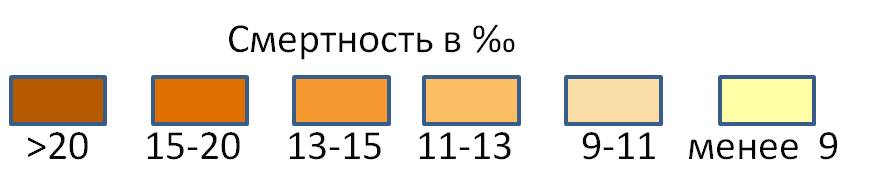 Смертность в ‰
>20 15-20 13-15 11-13 9-11 менее 9